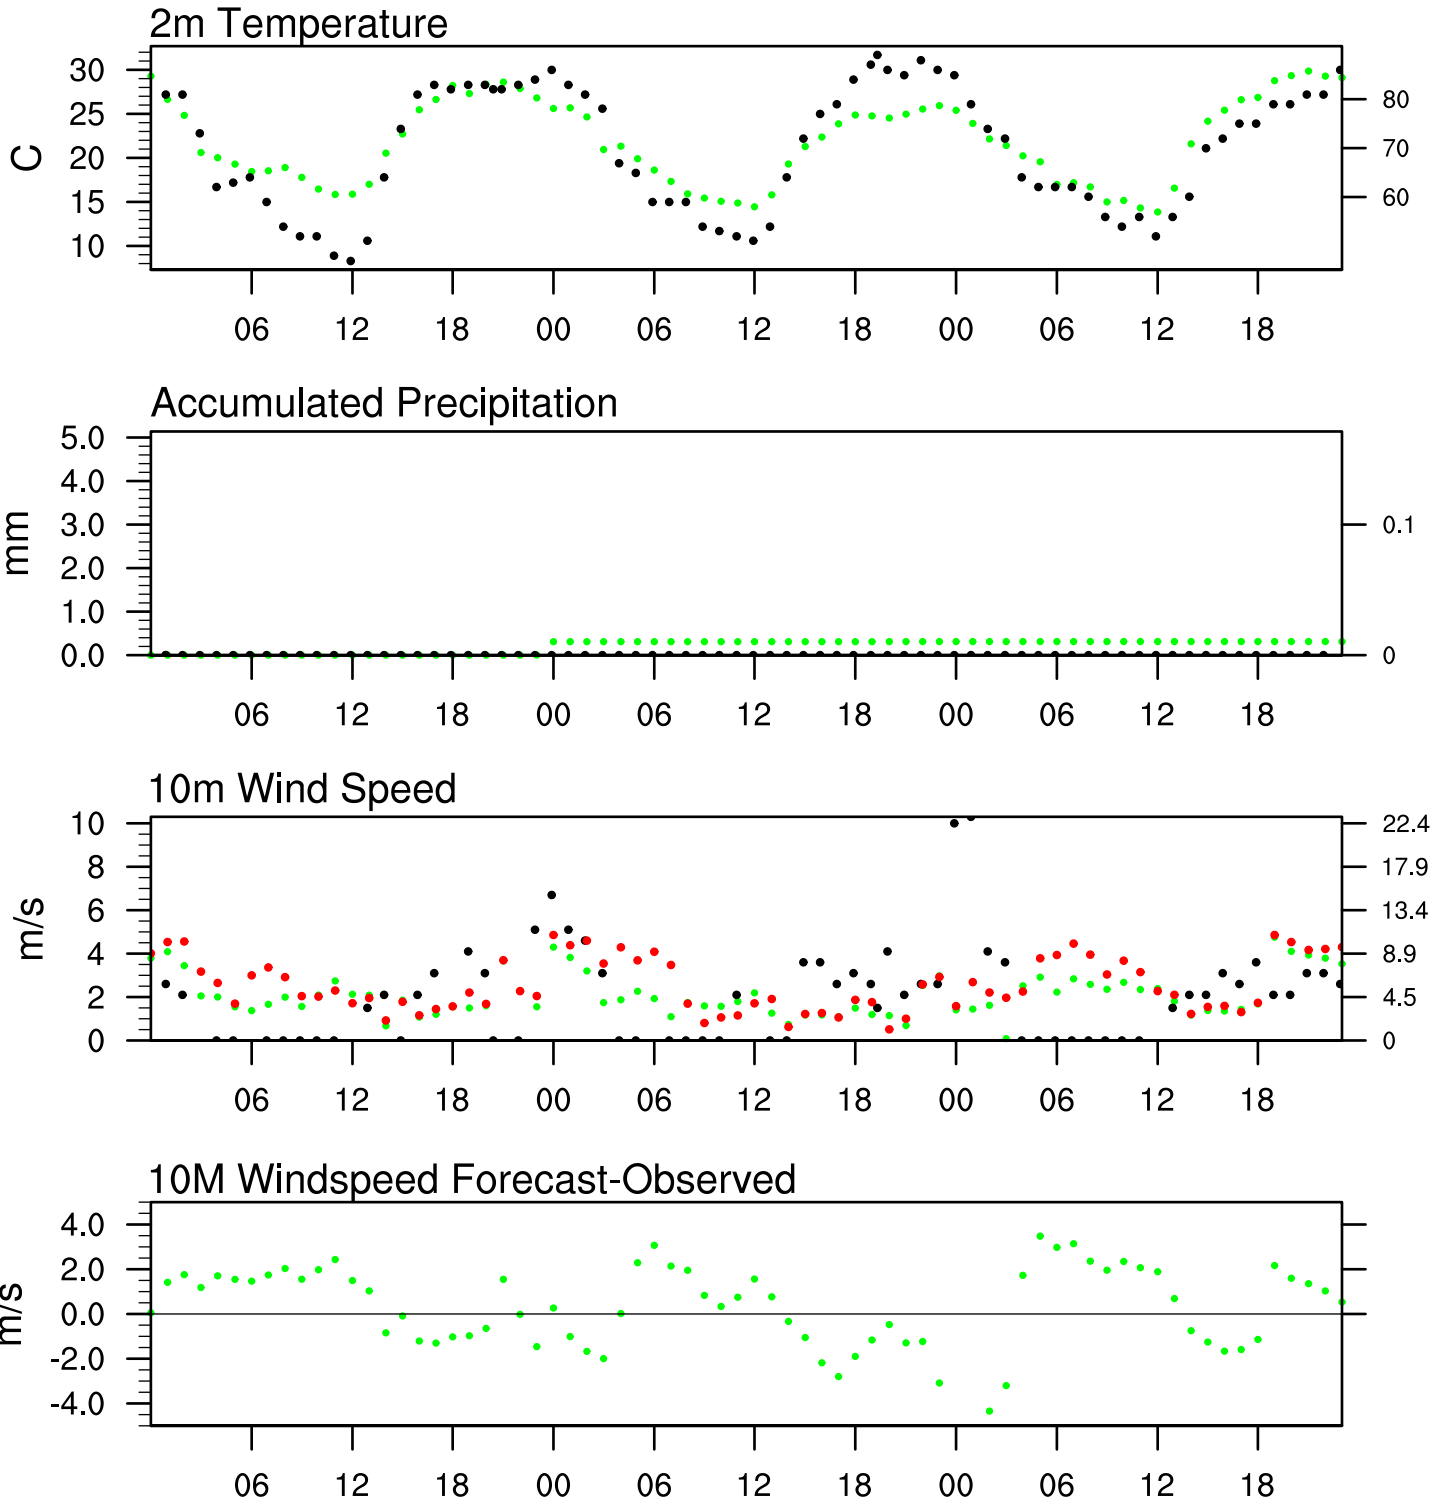 2m Temperature
30
25
20
15
10
C
80
70
60
06 12 18 00 06 12 18 00 06 12 18
Accumulated Precipitation
5.0
4.0
3.0
2.0
1.0
0.0
mm
0.1
0
06 12 18 00 06 12 18 00 06 12 18
10m Wind Speed
10
8
6
4
2
0
m/s
22.4
17.9
13.4
8.9
4.5
0
06 12 18 00 06 12 18 00 06 12 18
10M Windspeed Forecast-Observed
4.0
2.0
0.0
-2.0
-4.0
m/s
06 12 18 00 06 12 18 00 06 12 18